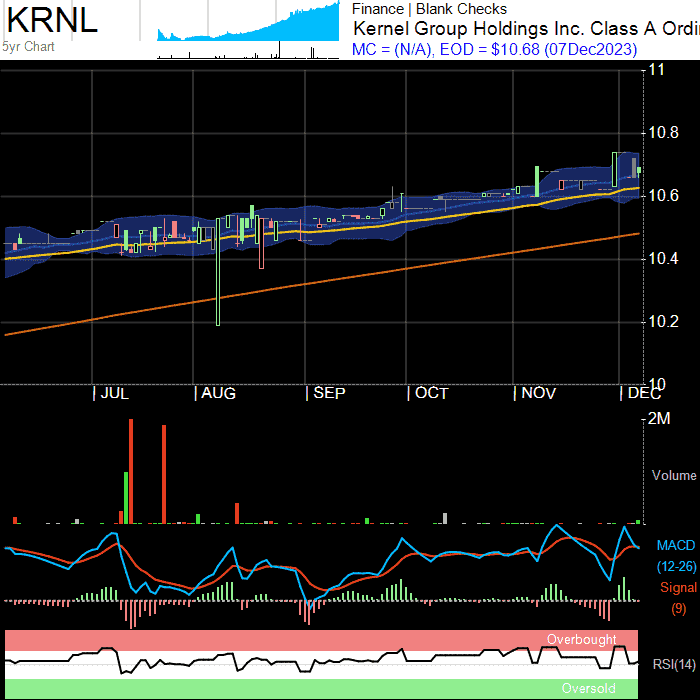 KRNL
5yr Chart
Finance | Blank Checks
Kernel Group Holdings Inc. Class A Ordi
MC = (N/A), EOD = $10.68 (07Dec2023)
11
10.8
10.6
10.4
10.2
10
JUL AUG SEP OCT NOV DEC
2M
Volume
MACD
(12-26)
Signal
(9)
Overbought
RSI(14)
Oversold